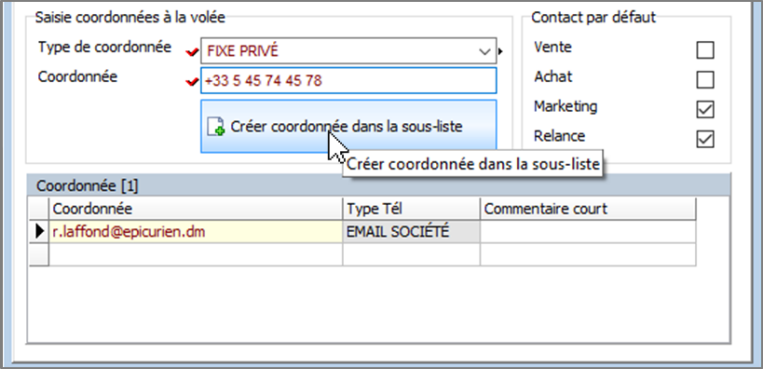 Saisie coordonnées à la volée
Type de coordonnée
FIXE PRIVÉ
Coordonnée
+33 5 45 74 45 78
Créer coordonnée dans la sous-liste
Créer coordonnée dans la sous-liste
Contact par défaut
Vente
Achat
Marketing
Relance
Coordonnée [1]
Coordonnée Type Tél Commentaire court
r.laffond@epicurien.dm EMAIL SOCIÉTÉ